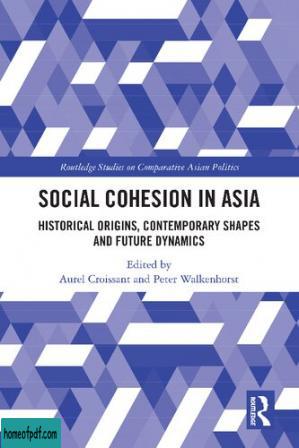 Routledge Studies on Comparative Asian Politics
SOCIAL COHESION IN ASIA
HISTORICAL ORIGINS, CONTEMPORARY SHAPES
AND FUTURE DYNAMICS
Edited by
Aurel Croissant and Peter Walkenhorst
ROUTLEDGE
homeofpdf.com